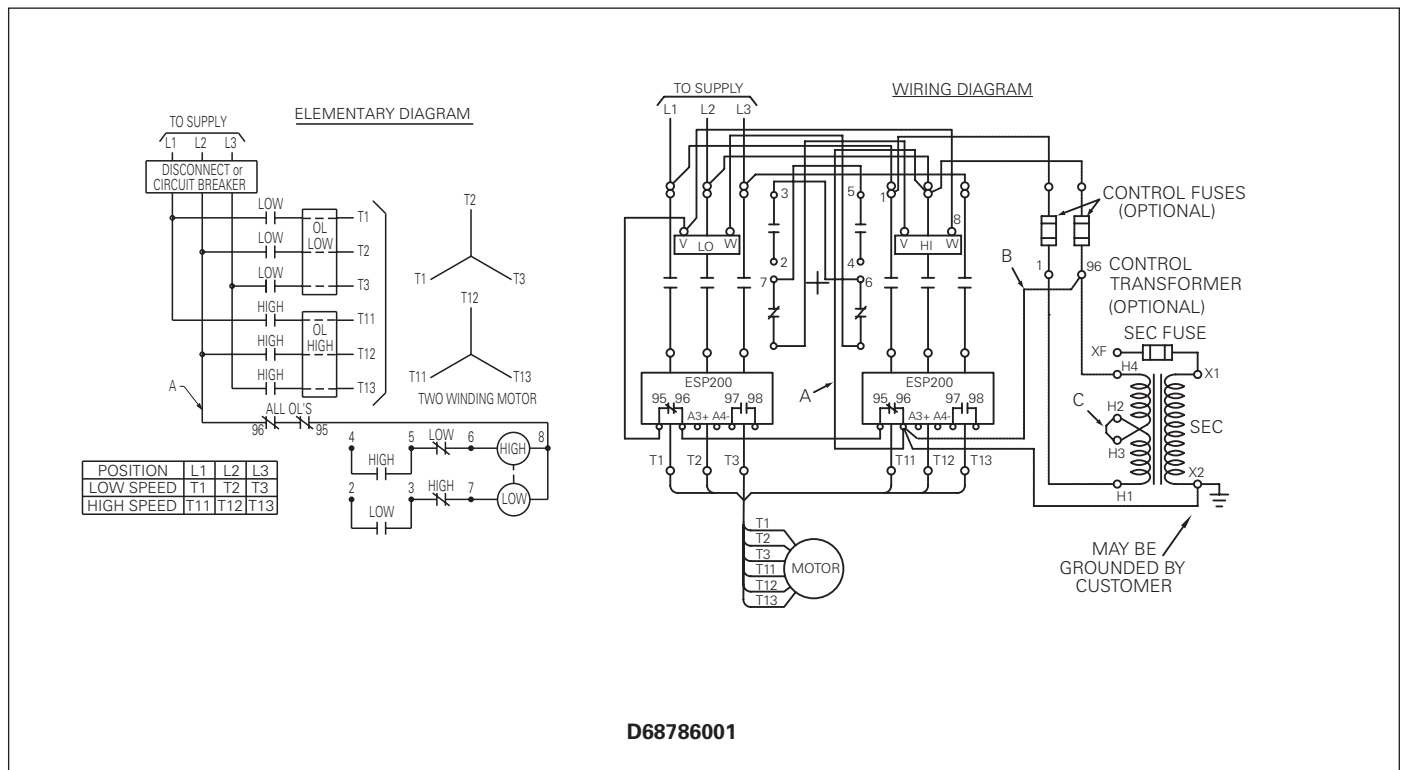 ELEMENTARY DIAGRAM
TO SUPPLY
L1 L2 L3
DISCONNECT or
CIRCUIT BREAKER
LOW
OL
LOW
T1
LOW
T2
LOW
T3
HIGH
OL
HIGH
T11
HIGH
T12
HIGH
T13
A
ALL OL'S
96 95
T2
T1 T3
T12
T11 T13
TWO WINDING MOTOR
4 5 LOW 6 HIGH 8
HIGH
2 3 HIGH 7 LOW
LOW
POSITION L1 L2 L3
LOW SPEED T1 T2 T3
HIGH SPEED T11 T12 T13
WIRING DIAGRAM
TO SUPPLY
L1 L2 L3
3 5 1
V LO W
V HI W 8
2 4
7 6
A
B
CONTROL FUSES
(OPTIONAL)
1 96
CONTROL
TRANSFORMER
(OPTIONAL)
SEC FUSE
XF
H4 X1
C
H2
H3
SEC
X2
H1
ESP200
95 96 97 98
A3+ A4-
ESP200
95 96 97 98
A3+ A4-
T1 T2 T3
T11 T12 T13
T1
T2
T3
T11
T12
T13
MOTOR
MAY BE
GROUNDED BY
CUSTOMER
D68786001